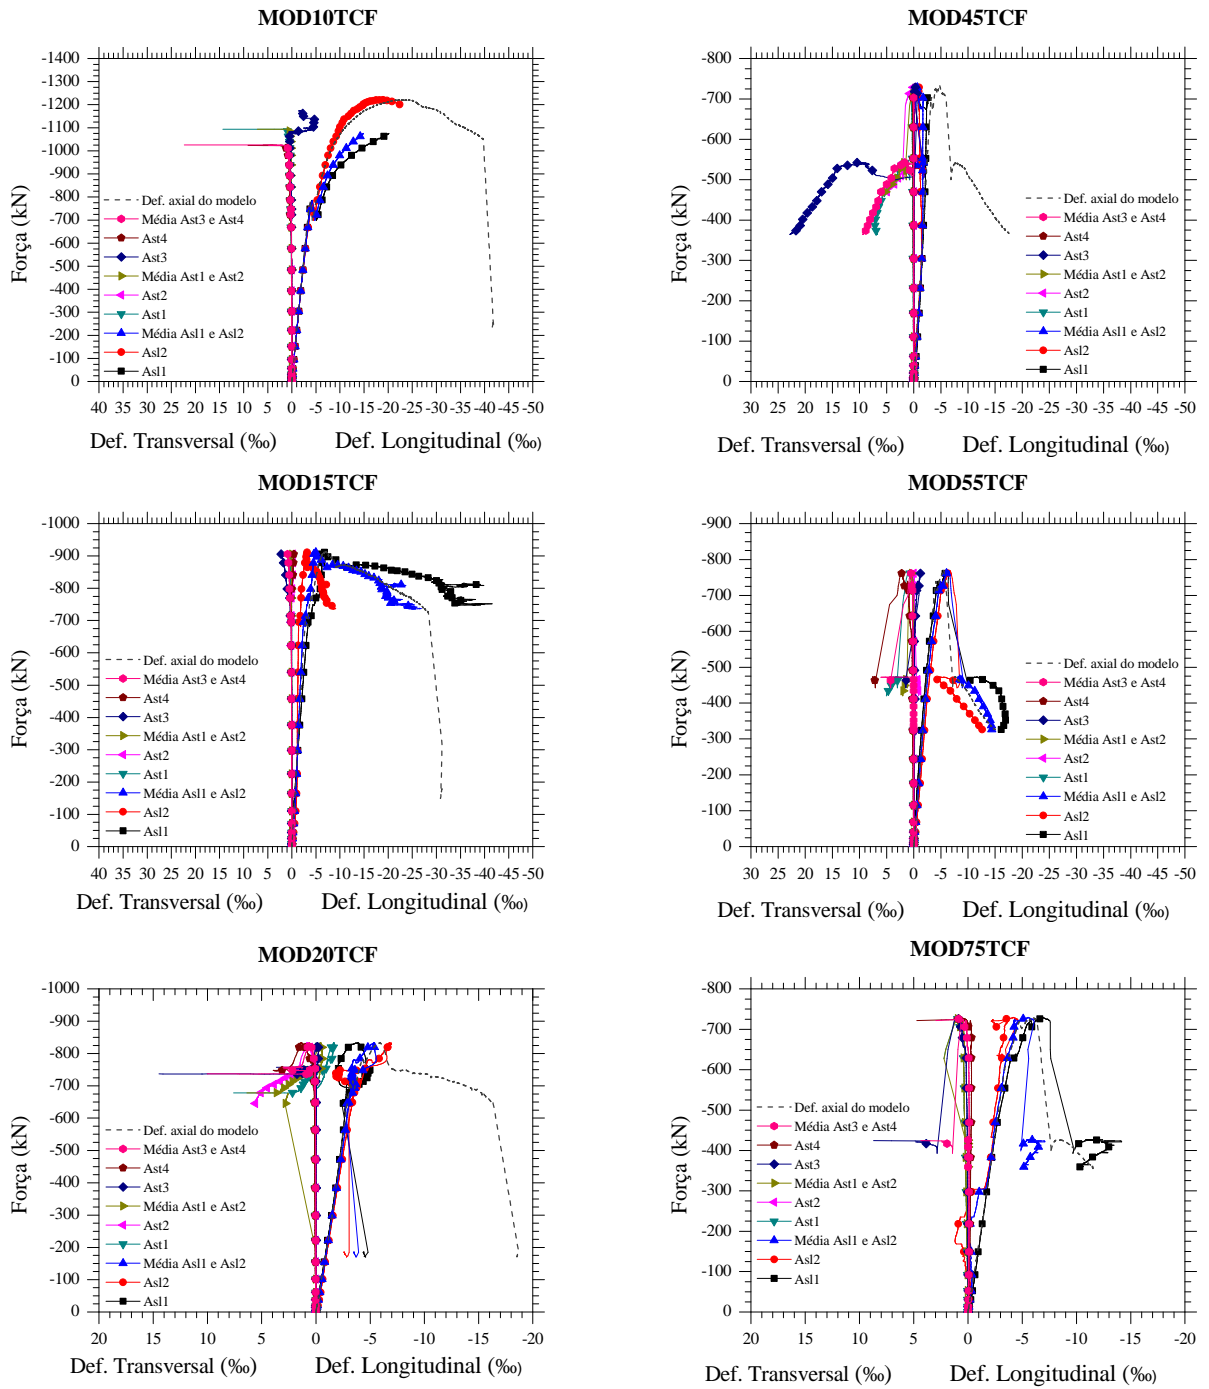 MOD10TCF
-1400
-1300
-1200
-1100
-1000
-900
-800
-700
-600
-500
-400
-300
-200
-100
0
Força (kN)
Def. axial do modelo
Média Ast3 e Ast4
Ast4
Ast3
Média Ast1 e Ast2
Ast2
Ast1
Média Asl1 e Asl2
Asl2
Asl1
40 35 30 25 20 15 10 5 0 -5 -10 -15 -20 -25 -30 -35 -40 -45 -50
Def. Transversal (‰) Def. Longitudinal (‰)
MOD45TCF
-800
-700
-600
-500
-400
-300
-200
-100
0
Força (kN)
Def. axial do modelo
Média Ast3 e Ast4
Ast4
Ast3
Média Ast1 e Ast2
Ast2
Ast1
Média Asl1 e Asl2
Asl2
Asl1
30 25 20 15 10 5 0 -5 -10 -15 -20 -25 -30 -35 -40 -45 -50
Def. Transversal (‰) Def. Longitudinal (‰)
MOD15TCF
-1000
-900
-800
-700
-600
-500
-400
-300
-200
-100
0
Força (kN)
Def. axial do modelo
Média Ast3 e Ast4
Ast4
Ast3
Média Ast1 e Ast2
Ast2
Ast1
Média Asl1 e Asl2
Asl2
Asl1
40 35 30 25 20 15 10 5 0 -5 -10 -15 -20 -25 -30 -35 -40 -45 -50
Def. Transversal (‰) Def. Longitudinal (‰)
MOD55TCF
-900
-800
-700
-600
-500
-400
-300
-200
-100
0
Força (kN)
Def. axial do modelo
Média Ast3 e Ast4
Ast4
Ast3
Média Ast1 e Ast2
Ast2
Ast1
Média Asl1 e Asl2
Asl2
Asl1
30 25 20 15 10 5 0 -5 -10 -15 -20 -25 -30 -35 -40 -45 -50
Def. Transversal (‰) Def. Longitudinal (‰)
MOD20TCF
-1000
-900
-800
-700
-600
-500
-400
-300
-200
-100
0
Força (kN)
Def. axial do modelo
Média Ast3 e Ast4
Ast4
Ast3
Média Ast1 e Ast2
Ast2
Ast1
Média Asl1 e Asl2
Asl2
Asl1
20 15 10 5 0 -5 -10 -15 -20
Def. Transversal (‰) Def. Longitudinal (‰)
MOD75TCF
-800
-700
-600
-500
-400
-300
-200
-100
0
Força (kN)
Def. axial do modelo
Média Ast3 e Ast4
Ast4
Ast3
Média Ast1 e Ast2
Ast2
Ast1
Média Asl1 e Asl2
Asl2
Asl1
20 15 10 5 0 -5 -10 -15 -20
Def. Transversal (‰) Def. Longitudinal (‰)